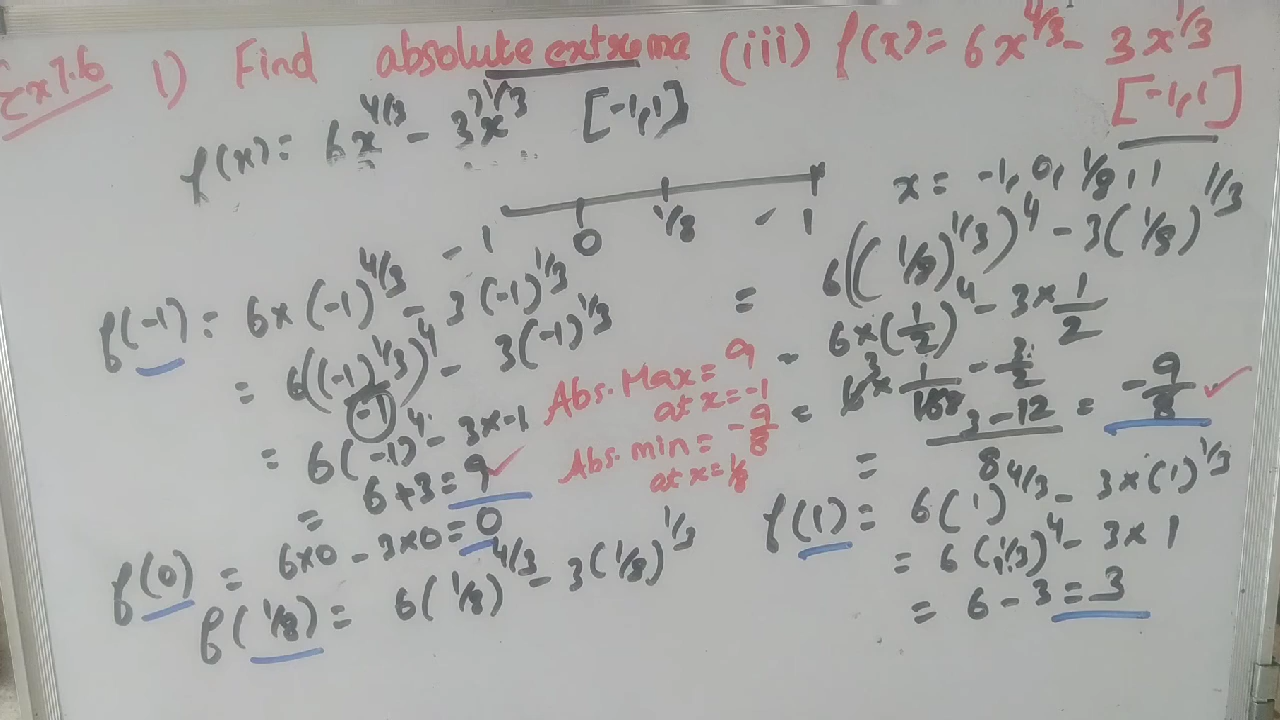 Ex 7.6 1) Find absolute extrema (iii) f(x) = 6x^4/3 - 3x^1/3
[-1,1]
f(x) = 6x^4/3 - 3x^1/3 [-1,1]
-1 0 1/8 1
f(-1) = 6×(-1)^4/3 - 3(-1)^1/3
= 6((-1)^1/3)^4 - 3(-1)^1/3
-1
= 6(-1)^4 - 3×-1
= 6+3 = 9
f(0) = 6×0 - 3×0 = 0
f(1/8) = 6(1/8)^4/3 - 3(1/8)^1/3
Abs. Max = 9
at x = -1
Abs. min = -9/8
at x = 1/8
x = -1, 0, 1/8, 1
= 6((1/8)^1/3)^4 - 3(1/8)^1/3
6×(1/2)^4 - 3×1/2
- 3/2
= 3-12/8 = -9/8
f(1) = 6(1)^4/3 - 3×(1)^1/3
= 6(1^1/3)^4 - 3×1
= 6-3 = 3